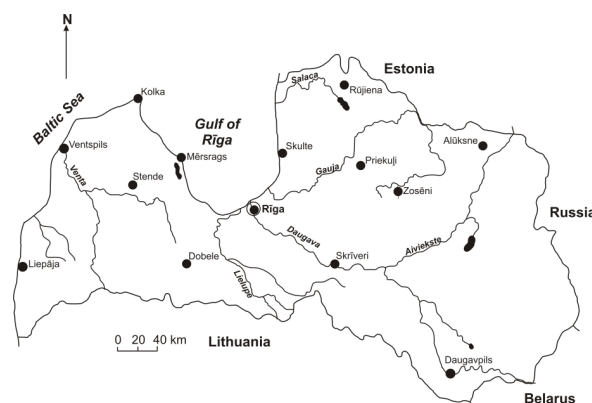 N
Baltic Sea
Kolka
Gulf of
Rīga
Estonia
Salaca
Rūjiena
Ventspils
Venta
Mērsrags
Stende
Skulte
Gauja
Priekuļi
Alūksne
Zosēni
Rīga
Russia
Daugava
Aiviekste
Liepāja
Dobele
Lielupe
Skrīveri
0 20 40 km
Lithuania
Daugavpils
Belarus